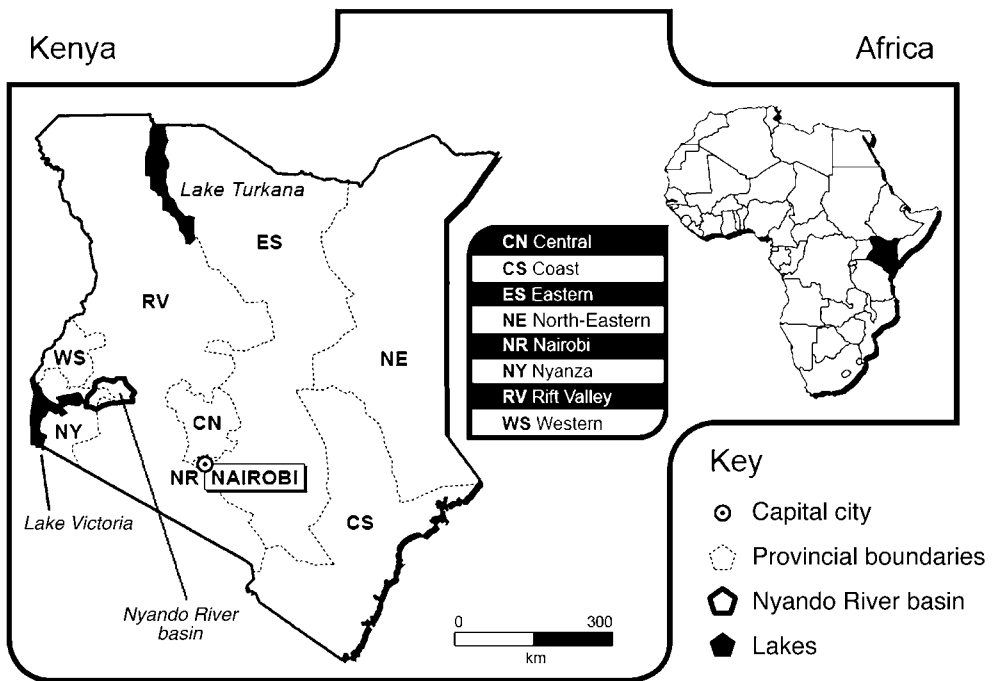 Kenya
Africa
Lake Turkana
ES
RV
NE
WS
NY
CN
NR
NAIROBI
CS
Lake Victoria
Nyando River
basin
CN Central
CS Coast
ES Eastern
NE North-Eastern
NR Nairobi
NY Nyanza
RV Rift Valley
WS Western
0 300
km
Key
Capital city
Provincial boundaries
Nyando River basin
Lakes